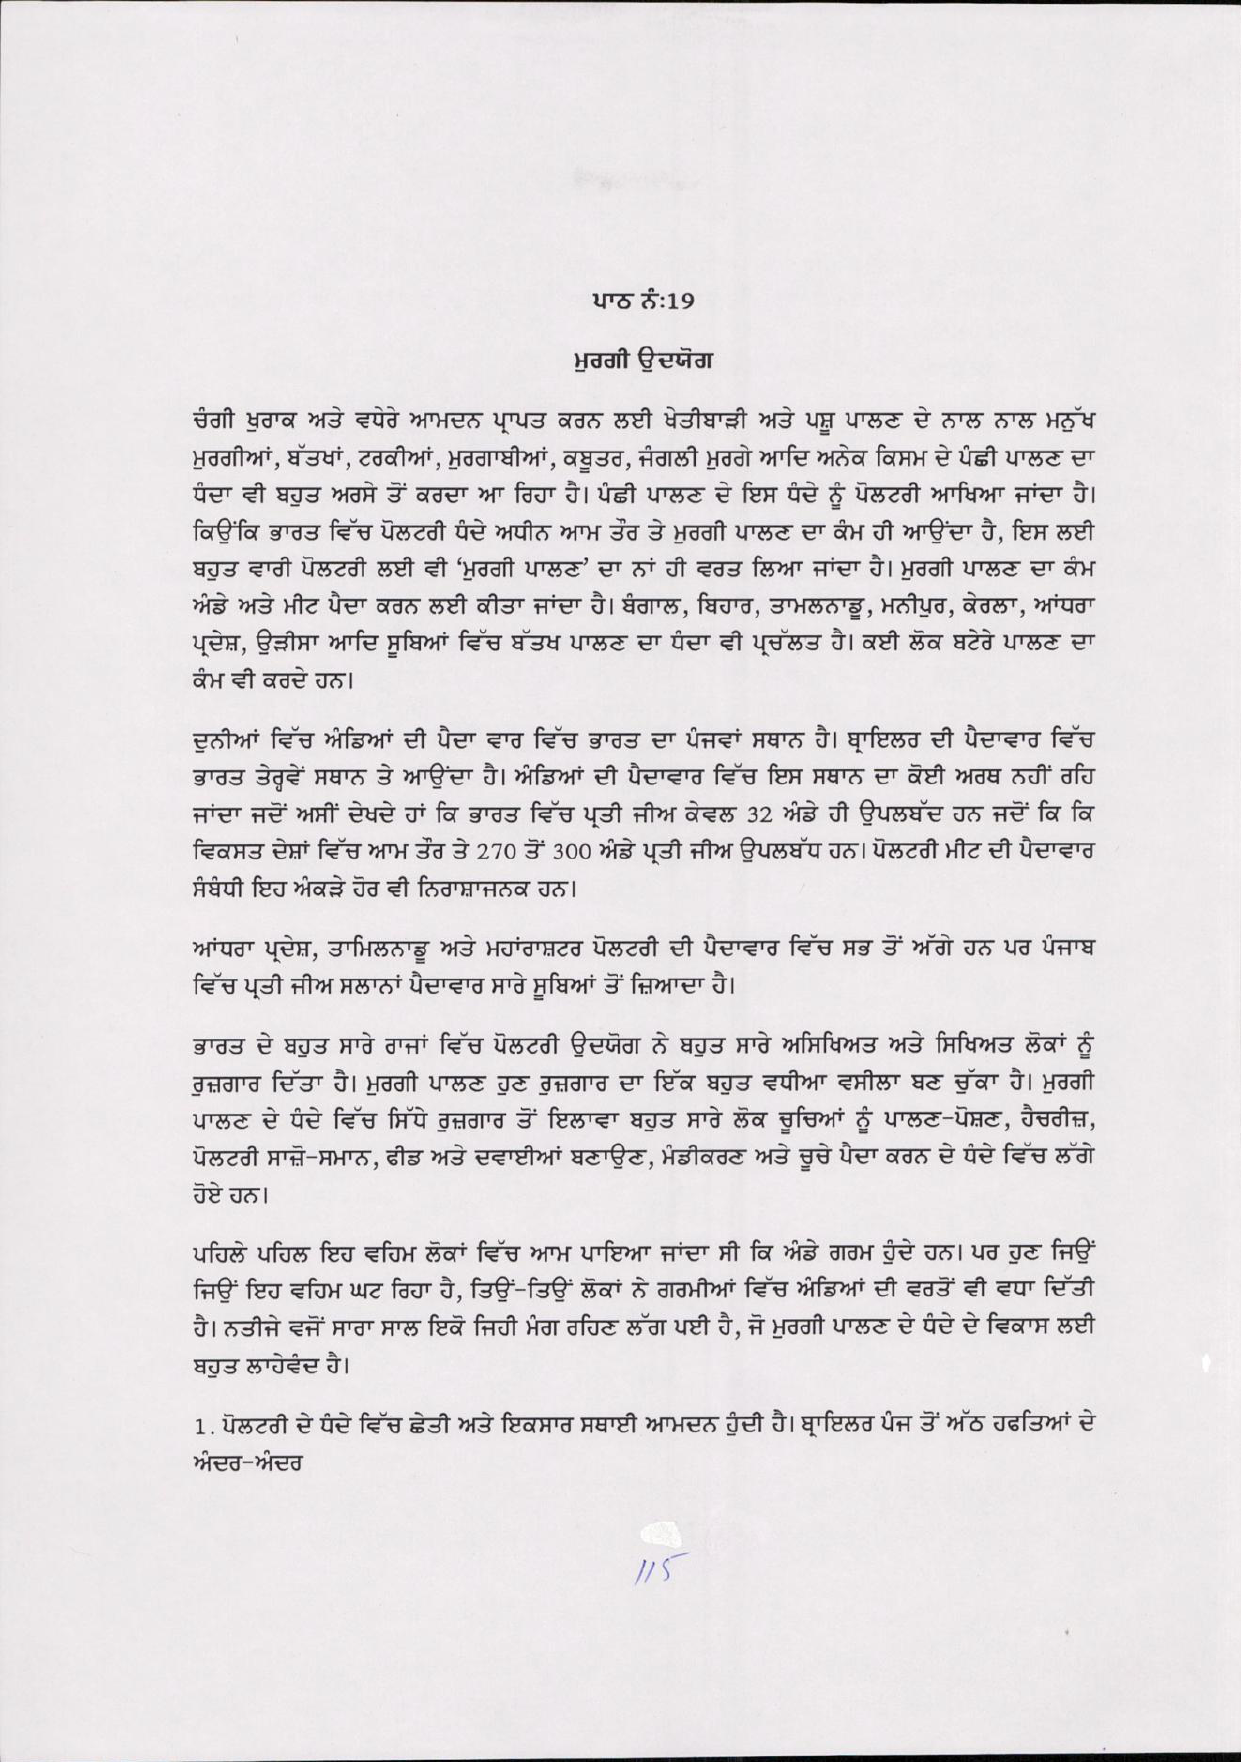 ਪਾਠ ਨੰ:19
ਮੁਰਗੀ ਉਦਯੋਗ
ਚੰਗੀ ਖੁਰਾਕ ਅਤੇ ਵਧੇਰੇ ਆਮਦਨ ਪ੍ਰਾਪਤ ਕਰਨ ਲਈ ਖੇਤੀਬਾੜੀ ਅਤੇ ਪਸ਼ੂ ਪਾਲਣ ਦੇ ਨਾਲ ਨਾਲ ਮਨੁੱਖ
ਮੁਰਗੀਆਂ, ਬੱਤਖਾਂ, ਟਰਕੀਆਂ, ਮੁਰਗਾਬੀਆਂ, ਕਬੂਤਰ, ਜੰਗਲੀ ਮੁਰਗੇ ਆਦਿ ਅਨੇਕ ਕਿਸਮ ਦੇ ਪੰਛੀ ਪਾਲਣ ਦਾ
ਧੰਦਾ ਵੀ ਬਹੁਤ ਅਰਸੇ ਤੋਂ ਕਰਦਾ ਆ ਰਿਹਾ ਹੈ। ਪੰਛੀ ਪਾਲਣ ਦੇ ਇਸ ਧੰਦੇ ਨੂੰ ਪੋਲਟਰੀ ਆਖਿਆ ਜਾਂਦਾ ਹੈ।
ਕਿਉਂਕਿ ਭਾਰਤ ਵਿੱਚ ਪੋਲਟਰੀ ਧੰਦੇ ਅਧੀਨ ਆਮ ਤੌਰ ਤੇ ਮੁਰਗੀ ਪਾਲਣ ਦਾ ਕੰਮ ਹੀ ਆਉਂਦਾ ਹੈ, ਇਸ ਲਈ
ਬਹੁਤ ਵਾਰੀ ਪੋਲਟਰੀ ਲਈ ਵੀ ‘ਮੁਰਗੀ ਪਾਲਣ’ ਦਾ ਨਾਂ ਹੀ ਵਰਤ ਲਿਆ ਜਾਂਦਾ ਹੈ। ਮੁਰਗੀ ਪਾਲਣ ਦਾ ਕੰਮ
ਅੰਡੇ ਅਤੇ ਮੀਟ ਪੈਦਾ ਕਰਨ ਲਈ ਕੀਤਾ ਜਾਂਦਾ ਹੈ। ਬੰਗਾਲ, ਬਿਹਾਰ, ਤਾਮਲਨਾਡੂ, ਮਨੀਪੁਰ, ਕੇਰਲਾ, ਆਂਧਰਾ
ਪ੍ਰਦੇਸ਼, ਉੜੀਸਾ ਆਦਿ ਸੂਬਿਆਂ ਵਿੱਚ ਬੱਤਖ ਪਾਲਣ ਦਾ ਧੰਦਾ ਵੀ ਪ੍ਰਚੱਲਤ ਹੈ। ਕਈ ਲੋਕ ਬਟੇਰੇ ਪਾਲਣ ਦਾ
ਕੰਮ ਵੀ ਕਰਦੇ ਹਨ।
ਦੁਨੀਆਂ ਵਿੱਚ ਅੰਡਿਆਂ ਦੀ ਪੈਦਾ ਵਾਰ ਵਿੱਚ ਭਾਰਤ ਦਾ ਪੰਜਵਾਂ ਸਥਾਨ ਹੈ। ਬ੍ਰਾਇਲਰ ਦੀ ਪੈਦਾਵਾਰ ਵਿੱਚ
ਭਾਰਤ ਤੇਰ੍ਹਵੇਂ ਸਥਾਨ ਤੇ ਆਉਂਦਾ ਹੈ। ਅੰਡਿਆਂ ਦੀ ਪੈਦਾਵਾਰ ਵਿੱਚ ਇਸ ਸਥਾਨ ਦਾ ਕੋਈ ਅਰਥ ਨਹੀਂ ਰਹਿ
ਜਾਂਦਾ ਜਦੋਂ ਅਸੀਂ ਦੇਖਦੇ ਹਾਂ ਕਿ ਭਾਰਤ ਵਿੱਚ ਪ੍ਰਤੀ ਜੀਅ ਕੇਵਲ 32 ਅੰਡੇ ਹੀ ਉਪਲਬੱਦ ਹਨ ਜਦੋਂ ਕਿ ਕਿ
ਵਿਕਸਤ ਦੇਸ਼ਾਂ ਵਿੱਚ ਆਮ ਤੌਰ ਤੇ 270 ਤੋਂ 300 ਅੰਡੇ ਪ੍ਰਤੀ ਜੀਅ ਉਪਲਬੱਧ ਹਨ। ਪੋਲਟਰੀ ਮੀਟ ਦੀ ਪੈਦਾਵਾਰ
ਸੰਬੰਧੀ ਇਹ ਅੰਕੜੇ ਹੋਰ ਵੀ ਨਿਰਾਸ਼ਾਜਨਕ ਹਨ।
ਆਂਧਰਾ ਪ੍ਰਦੇਸ਼, ਤਾਮਿਲਨਾਡੂ ਅਤੇ ਮਹਾਂਰਾਸ਼ਟਰ ਪੋਲਟਰੀ ਦੀ ਪੈਦਾਵਾਰ ਵਿੱਚ ਸਭ ਤੋਂ ਅੱਗੇ ਹਨ ਪਰ ਪੰਜਾਬ
ਵਿੱਚ ਪ੍ਰਤੀ ਜੀਅ ਸਲਾਨਾਂ ਪੈਦਾਵਾਰ ਸਾਰੇ ਸੂਬਿਆਂ ਤੋਂ ਜ਼ਿਆਦਾ ਹੈ।
ਭਾਰਤ ਦੇ ਬਹੁਤ ਸਾਰੇ ਰਾਜਾਂ ਵਿੱਚ ਪੋਲਟਰੀ ਉਦਯੋਗ ਨੇ ਬਹੁਤ ਸਾਰੇ ਅਸਿਖਿਅਤ ਅਤੇ ਸਿਖਿਅਤ ਲੋਕਾਂ ਨੂੰ
ਰੁਜ਼ਗਾਰ ਦਿੱਤਾ ਹੈ। ਮੁਰਗੀ ਪਾਲਣ ਹੁਣ ਰੁਜ਼ਗਾਰ ਦਾ ਇੱਕ ਬਹੁਤ ਵਧੀਆ ਵਸੀਲਾ ਬਣ ਚੁੱਕਾ ਹੈ। ਮੁਰਗੀ
ਪਾਲਣ ਦੇ ਧੰਦੇ ਵਿੱਚ ਸਿੱਧੇ ਰੁਜ਼ਗਾਰ ਤੋਂ ਇਲਾਵਾ ਬਹੁਤ ਸਾਰੇ ਲੋਕ ਚੂਚਿਆਂ ਨੂੰ ਪਾਲਣ-ਪੋਸ਼ਣ, ਹੈਚਰੀਜ਼,
ਪੋਲਟਰੀ ਸਾਜ਼ੋ-ਸਮਾਨ, ਫੀਡ ਅਤੇ ਦਵਾਈਆਂ ਬਣਾਉਣ, ਮੰਡੀਕਰਣ ਅਤੇ ਚੂਚੇ ਪੈਦਾ ਕਰਨ ਦੇ ਧੰਦੇ ਵਿੱਚ ਲੱਗੇ
ਹੋਏ ਹਨ।
ਪਹਿਲੇ ਪਹਿਲ ਇਹ ਵਹਿਮ ਲੋਕਾਂ ਵਿੱਚ ਆਮ ਪਾਇਆ ਜਾਂਦਾ ਸੀ ਕਿ ਅੰਡੇ ਗਰਮ ਹੁੰਦੇ ਹਨ। ਪਰ ਹੁਣ ਜਿਉਂ
ਜਿਉਂ ਇਹ ਵਹਿਮ ਘਟ ਰਿਹਾ ਹੈ, ਤਿਉਂ-ਤਿਉਂ ਲੋਕਾਂ ਨੇ ਗਰਮੀਆਂ ਵਿੱਚ ਅੰਡਿਆਂ ਦੀ ਵਰਤੋਂ ਵੀ ਵਧਾ ਦਿੱਤੀ
ਹੈ। ਨਤੀਜੇ ਵਜੋਂ ਸਾਰਾ ਸਾਲ ਇਕੋ ਜਿਹੀ ਮੰਗ ਰਹਿਣ ਲੱਗ ਪਈ ਹੈ, ਜੋ ਮੁਰਗੀ ਪਾਲਣ ਦੇ ਧੰਦੇ ਦੇ ਵਿਕਾਸ ਲਈ
ਬਹੁਤ ਲਾਹੇਵੰਦ ਹੈ।
1. ਪੋਲਟਰੀ ਦੇ ਧੰਦੇ ਵਿੱਚ ਛੇਤੀ ਅਤੇ ਇਕਸਾਰ ਸਥਾਈ ਆਮਦਨ ਹੁੰਦੀ ਹੈ। ਬ੍ਰਾਇਲਰ ਪੰਜ ਤੋਂ ਅੱਠ ਹਫਤਿਆਂ ਦੇ
ਅੰਦਰ-ਅੰਦਰ
115